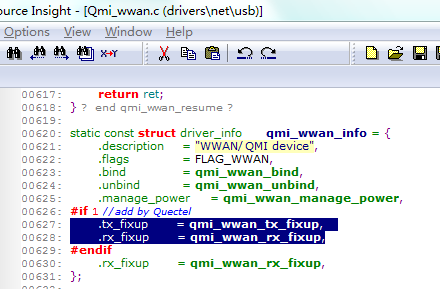 ource Insight - [Qmi_wwan.c (drivers\net\usb)]
Options View Window Help
00617: return ret;
00618: } ? end qmi_wwan_resume ?
00619:
00620: static const struct driver_info qmi_wwan_info = {
00621: .description = "WWAN/QMI device",
00622: .flags = FLAG_WWAN,
00623: .bind = qmi_wwan_bind,
00624: .unbind = qmi_wwan_unbind,
00625: .manage_power = qmi_wwan_manage_power,
00626: #if 1 //add by Quectel
00627: .tx_fixup = qmi_wwan_tx_fixup,
00628: .rx_fixup = qmi_wwan_rx_fixup,
00629: #endif
00630: .rx_fixup = qmi_wwan_rx_fixup,
00631: };